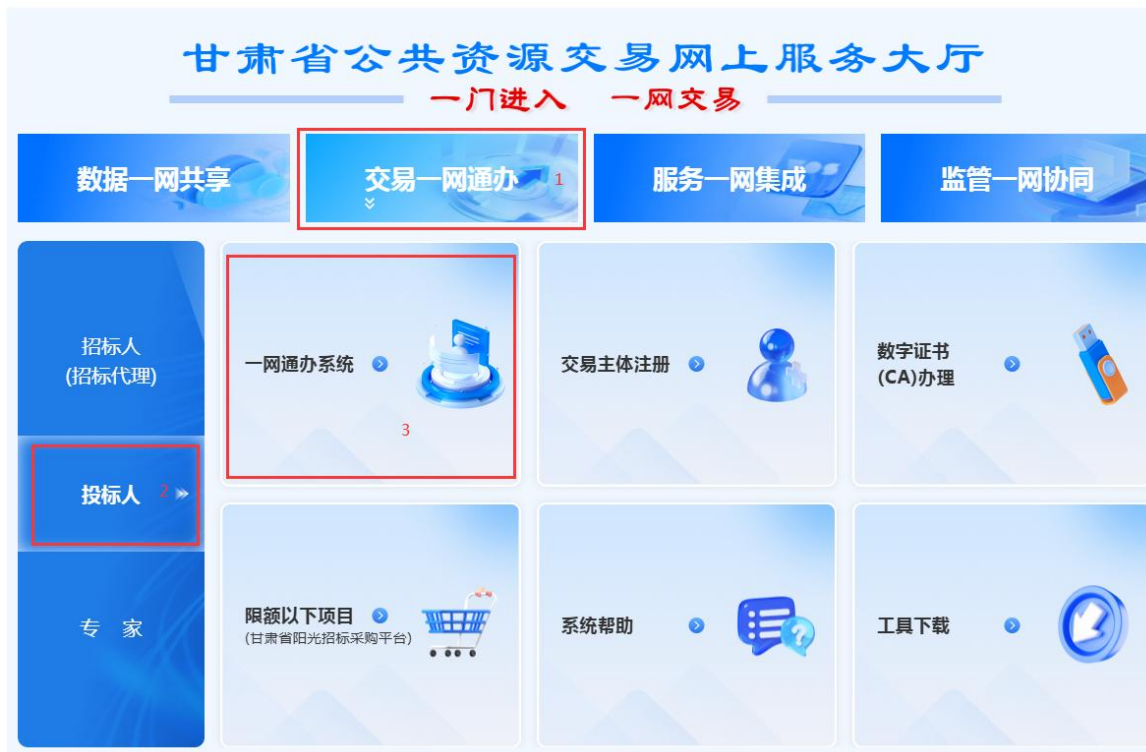 甘肃省公共资源交易网上服务大厅
一门进入 一网交易
数据一网共享
交易一网通办 1
服务一网集成
监管一网协同
招标人
(招标代理)
投标人 2
专 家
一网通办系统
3
交易主体注册
数字证书
(CA)办理
限额以下项目
(甘肃省阳光招标采购平台)
系统帮助
工具下载